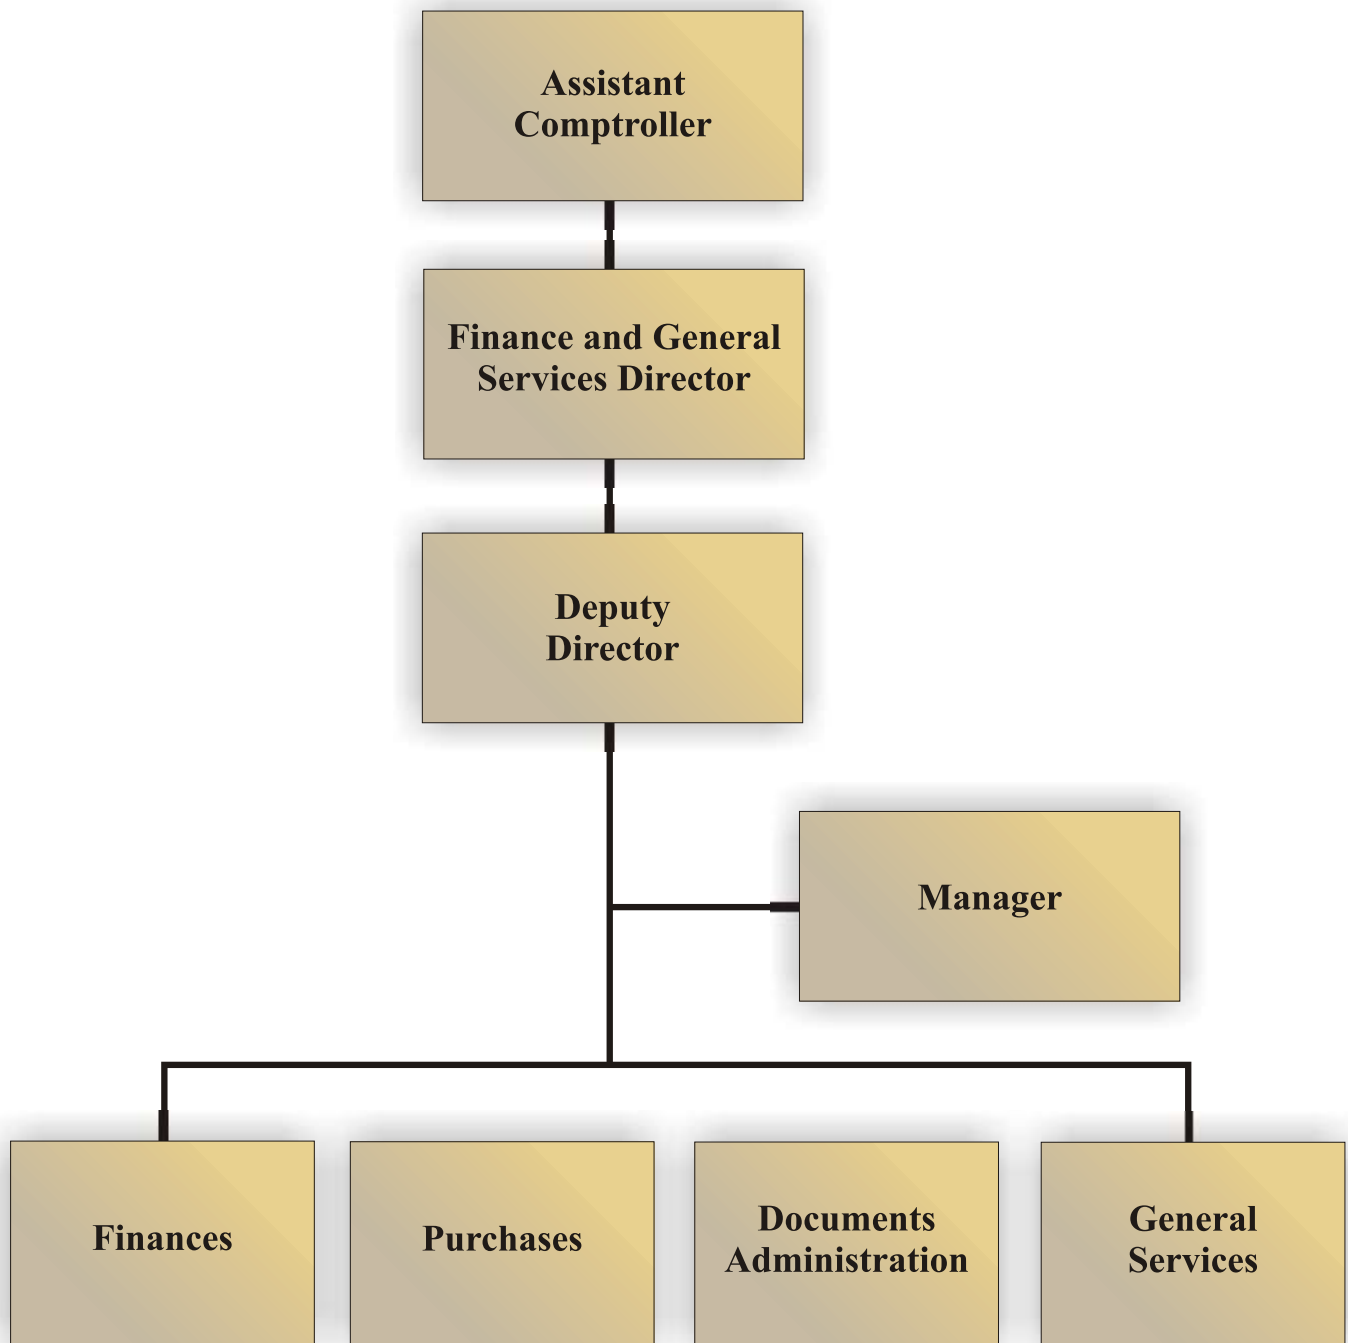 Assistant
Comptroller
Finance and General
Services Director
Deputy
Director
Manager
Finances
Purchases
Documents
Administration
General
Services